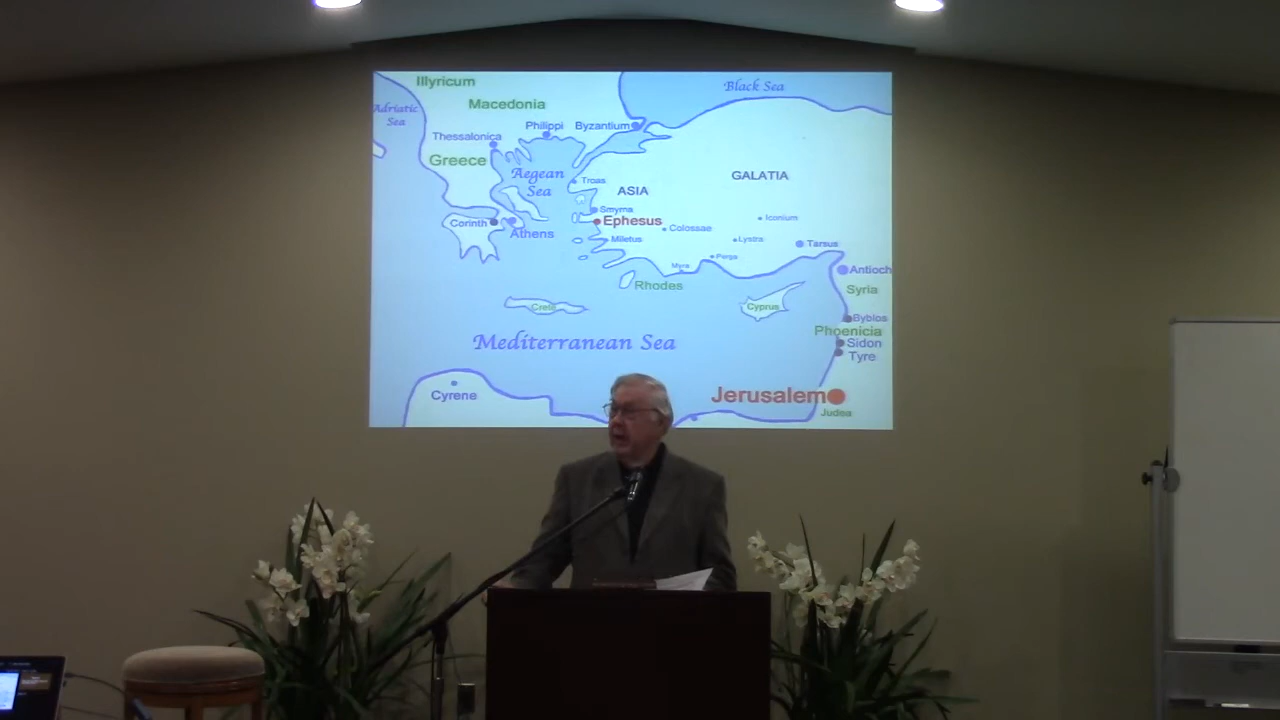 Illyricum
Black Sea
Adriatic
Sea
Macedonia
Philippi
Byzantium
Thessalonica
Greece
Aegean
Sea
Troas
ASIA
GALATIA
Smyrna
Ephesus
Iconium
Corinth
Colossae
Athens
Miletus
Lystra
Tarsus
Perga
Myra
Antioch
Rhodes
Syria
Crete
Cyprus
Byblos
Phoenicia
Sidon
Mediterranean Sea
Tyre
Cyrene
Jerusalem
Judea